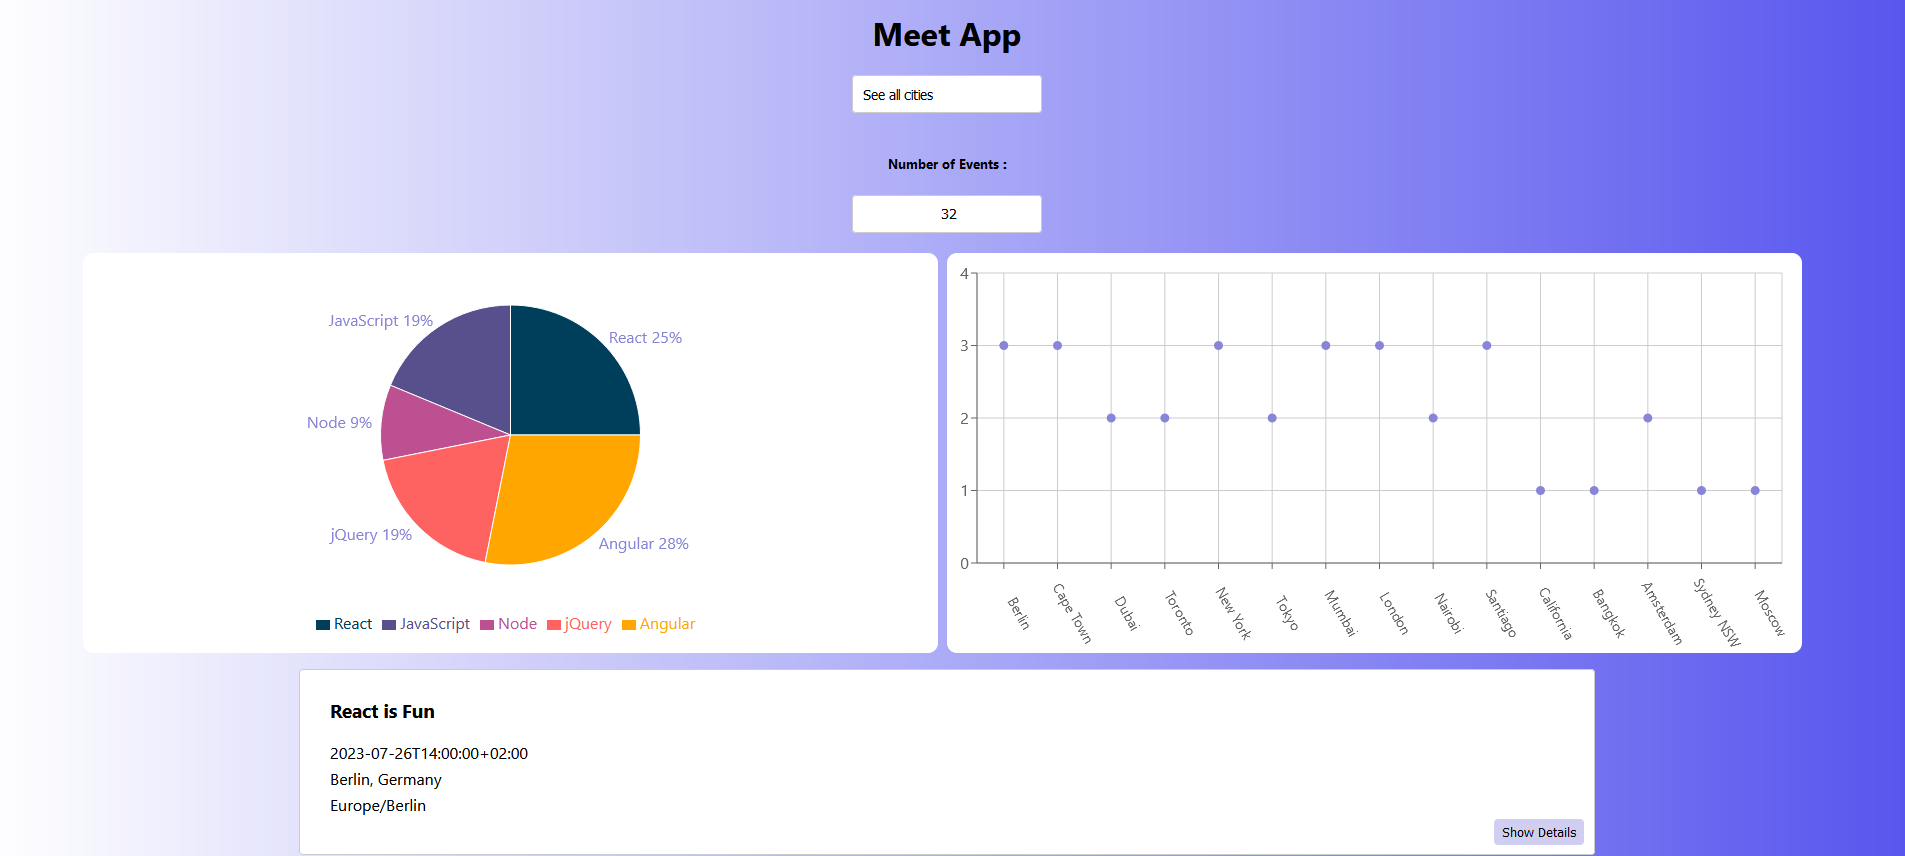 Meet App
See all cities
Number of Events :
32
JavaScript 19%
React 25%
Node 9%
jQuery 19%
Angular 28%
React JavaScript Node jQuery Angular
4
3
2
1
0
Berlin
Cape Town
Dubai
Toronto
New York
Tokyo
Mumbai
London
Nairobi
Santiago
California
Bangkok
Amsterdam
Sydney NSW
Moscow
React is Fun
2023-07-26T14:00:00+02:00
Berlin, Germany
Europe/Berlin
Show Details